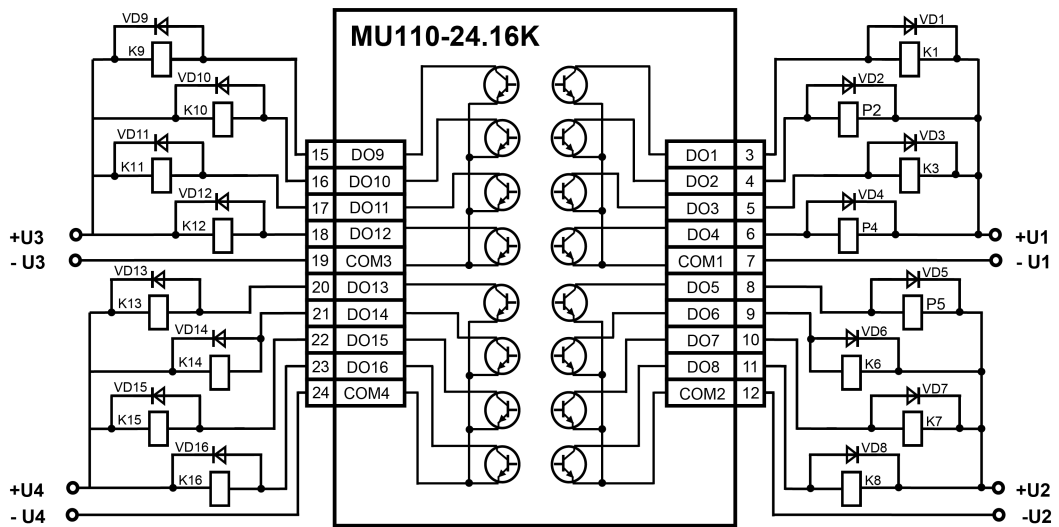 MU110-24.16K
VD9
K9
VD10
K10
VD11
K11
VD12
K12
+U3
- U3
VD13
K13
VD14
K14
VD15
K15
VD16
K16
+U4
- U4
15 DO9
16 DO10
17 DO11
18 DO12
19 COM3
20 DO13
21 DO14
22 DO15
23 DO16
24 COM4
DO1 3
DO2 4
DO3 5
DO4 6
COM1 7
DO5 8
DO6 9
DO7 10
DO8 11
COM2 12
VD1
K1
VD2
P2
VD3
K3
VD4
P4
+U1
- U1
VD5
P5
VD6
K6
VD7
K7
VD8
K8
+U2
-U2